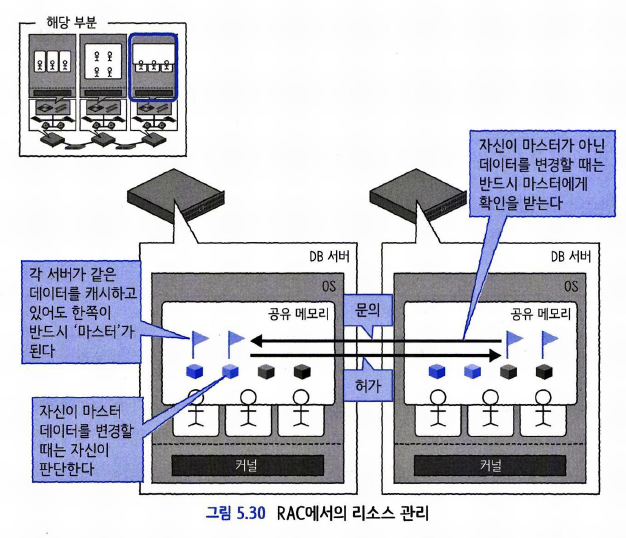 해당 부분
자신이 마스터가 아닌
데이터를 변경할 때는
반드시 마스터에게
확인을 받는다
DB 서버
DB 서버
OS
OS
각 서버가 같은
데이터를 캐시하고
있어도 한쪽이
반드시 '마스터'가
된다
공유 메모리
문의
공유 메모리
허가
자신이 마스터
데이터를 변경할
때는 자신이
판단한다
커널
커널
그림 5.30 RAC에서의 리소스 관리